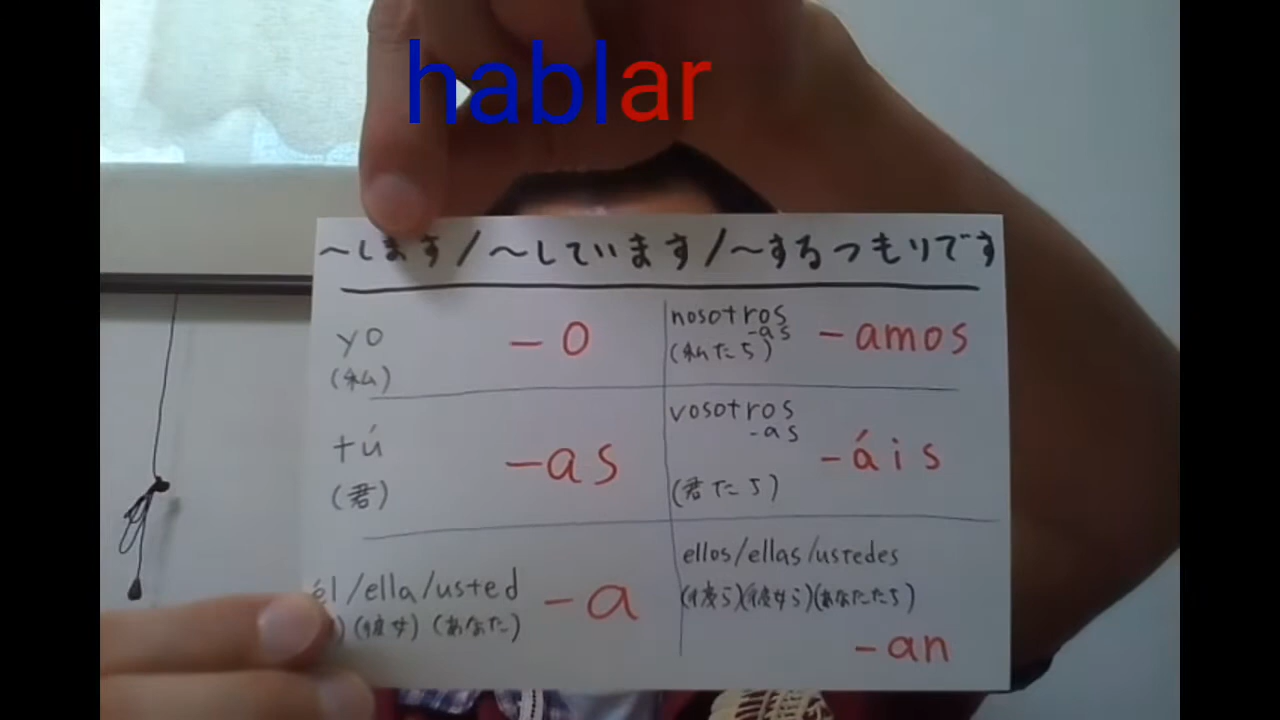 hablar
～します/～しています/～するつもりです
yo -o
(私)
nosotros
-as
(私たち) -amos
tú -as
(君)
vosotros
-as
(君たち) -áis
él/ella/usted -a
) (彼女) (あなた)
ellos/ellas/ustedes
(彼ら)(彼女ら)(あなたたち)
-an